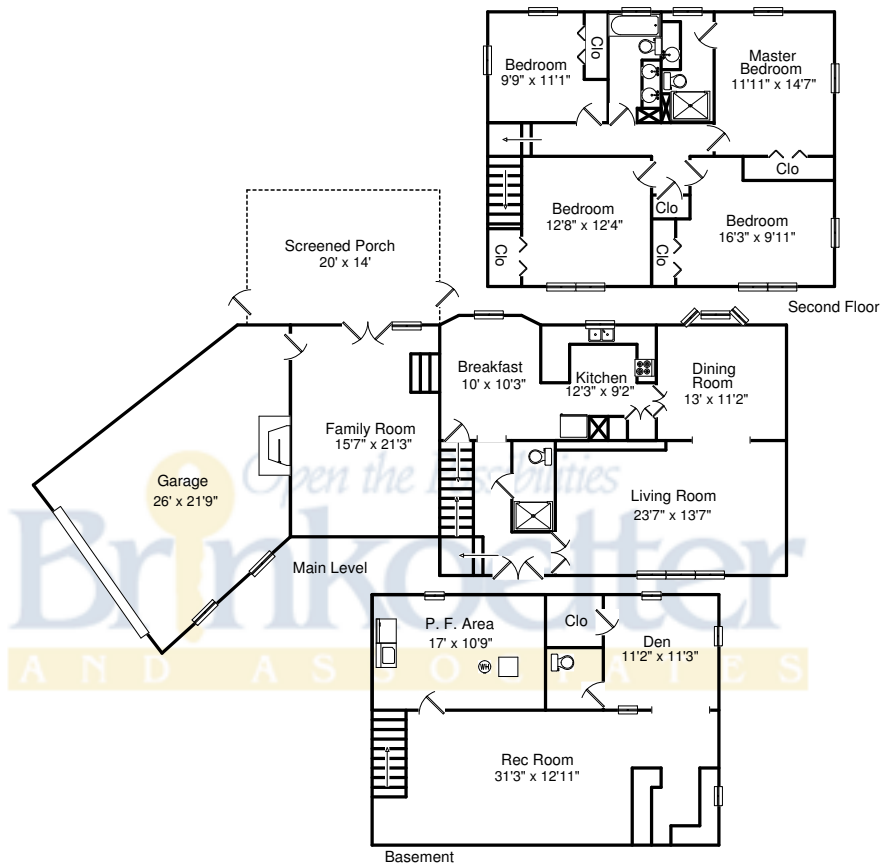 Bedroom
9'9" x 11'1"
Clo
Master
Bedroom
11'11" x 14'7"
Clo
Bedroom
12'8" x 12'4"
Clo
Clo
Clo
Bedroom
16'3" x 9'11"
Second Floor
Screened Porch
20' x 14'
Breakfast
10' x 10'3"
Kitchen
12'3" x 9'2"
Dining
Room
13' x 11'2"
Family Room
15'7" x 21'3"
Garage
26' x 21'9"
Living Room
23'7" x 13'7"
Main Level
Open the Possibilities
Brinkoetter
AND ASSOCIATES
P. F. Area
17' x 10'9"
WH
Clo
Den
11'2" x 11'3"
Rec Room
31'3" x 12'11"
Basement